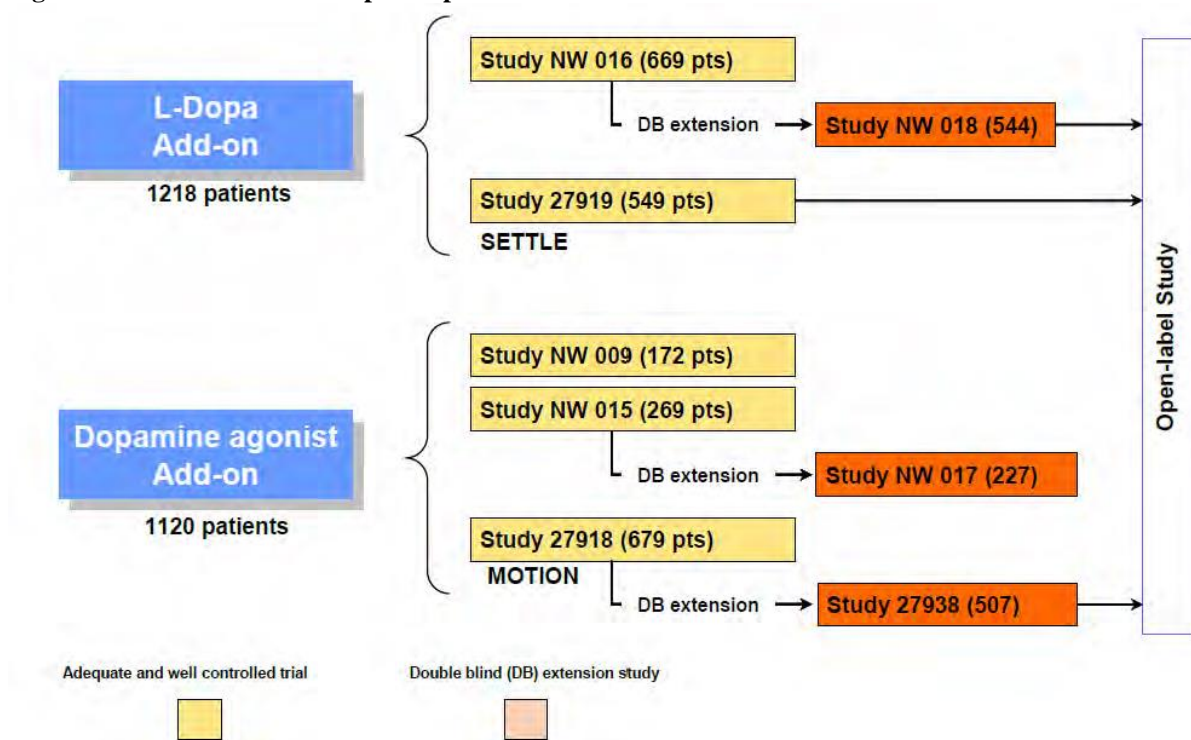 L-Dopa
Add-on
1218 patients
Study NW 016 (669 pts)
DB extension
Study NW 018 (544)
Study 27919 (549 pts)
SETTLE
Dopamine agonist
Add-on
1120 patients
Study NW 009 (172 pts)
Study NW 015 (269 pts)
DB extension
Study NW 017 (227)
Study 27918 (679 pts)
MOTION
DB extension
Study 27938 (507)
Open-label Study
Adequate and well controlled trial
Double blind (DB) extension study